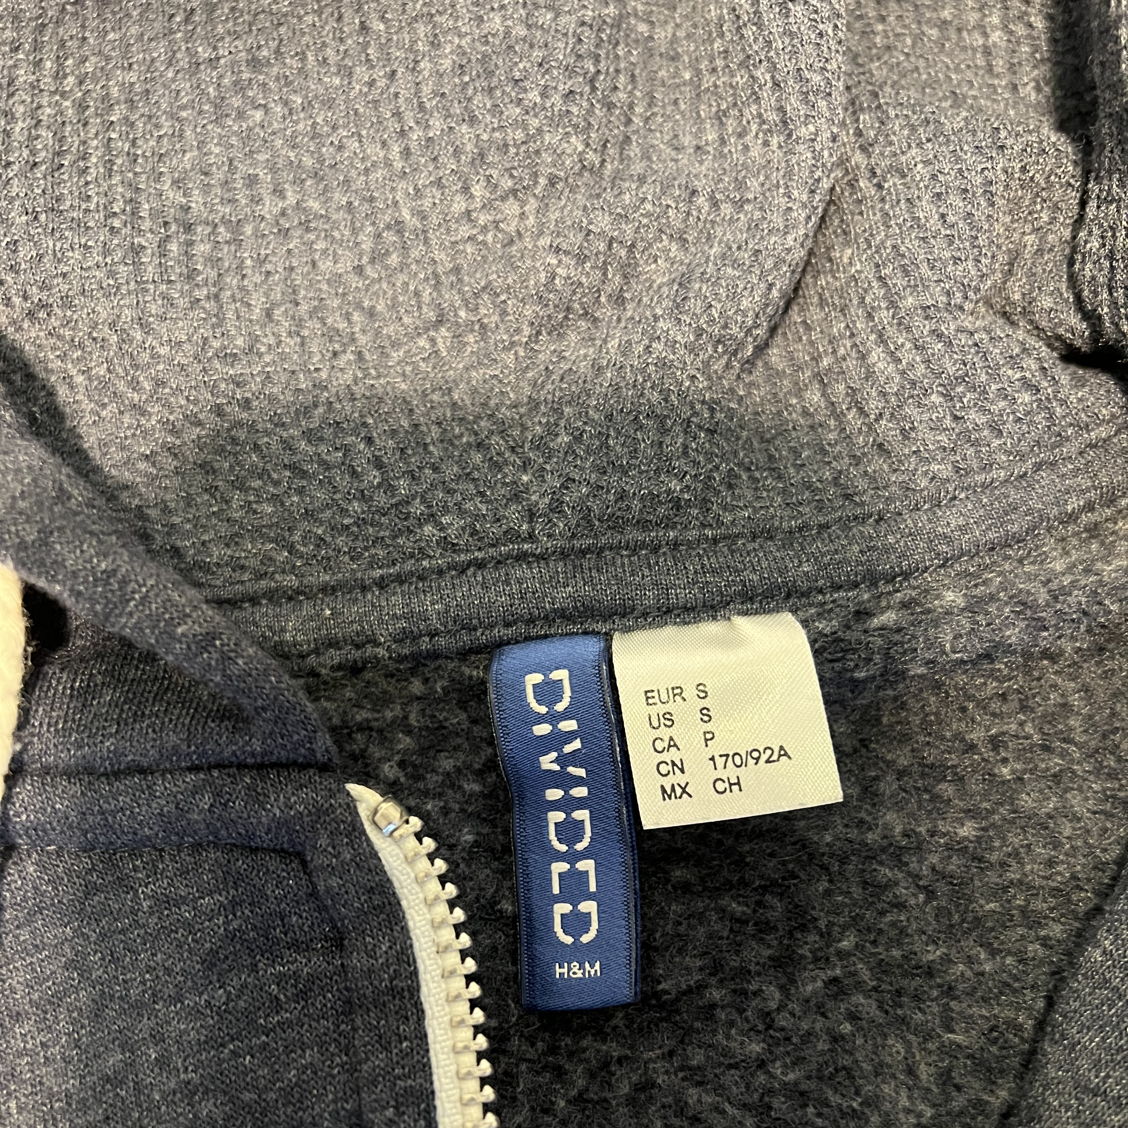 DIVIDED
H&M
EUR S
US S
CA P
CN 170/92A
MX CH